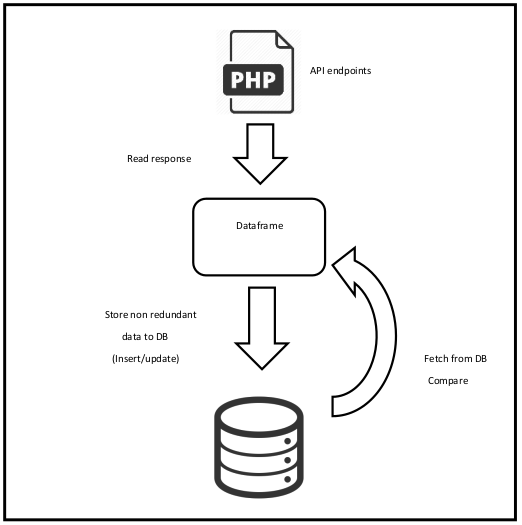 PHP
API endpoints
Read response
Dataframe
Store non redundant
data to DB
(Insert/update)
Fetch from DB
Compare